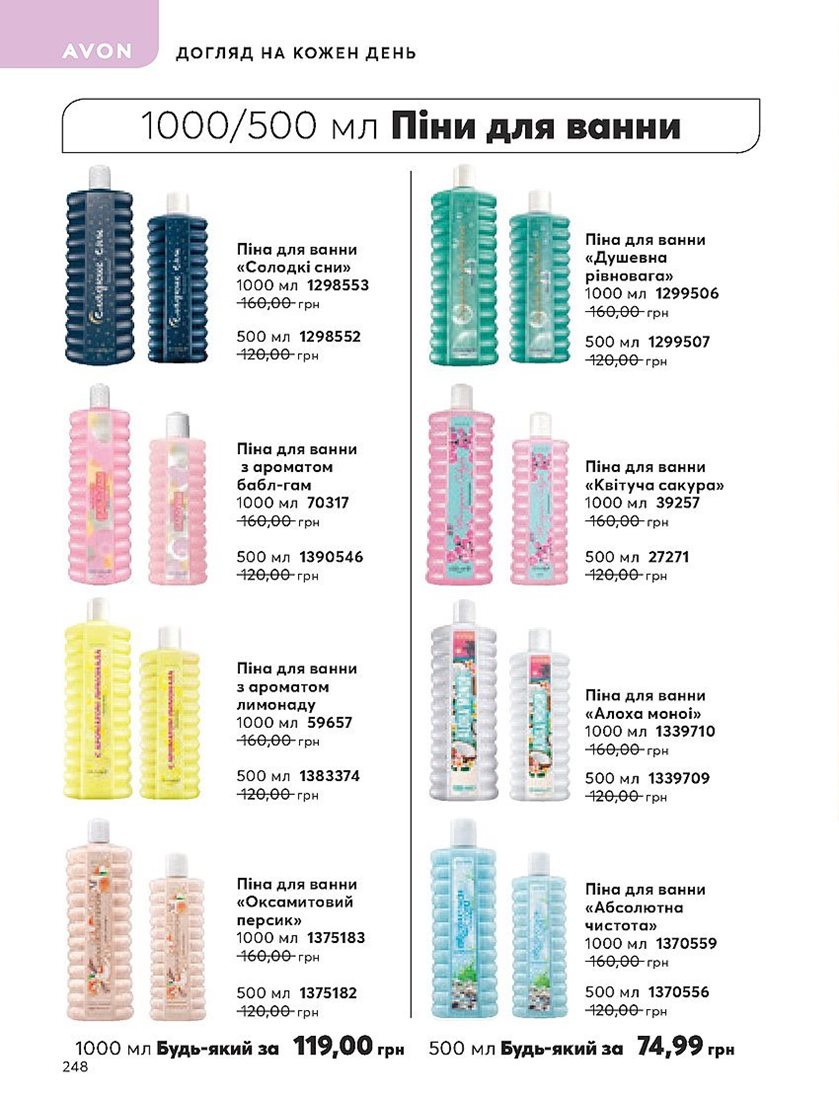 AVON
ДОГЛЯД НА КОЖЕН ДЕНЬ
1000/500 мл Піни для ванни
Піна для ванни
«Солодкі сни»
1000 мл 1298553
160,00 грн
500 мл 1298552
120,00 грн
Піна для ванни
з ароматом
бабл-гам
1000 мл 70317
160,00 грн
500 мл 1390546
120,00 грн
Піна для ванни
з ароматом
лимонаду
1000 мл 59657
160,00 грн
500 мл 1383374
120,00 грн
Піна для ванни
«Оксамитовий
персик»
1000 мл 1375183
160,00 грн
500 мл 1375182
120,00 грн
Піна для ванни
«Душевна
рівновага»
1000 мл 1299506
160,00 грн
500 мл 1299507
120,00 грн
Піна для ванни
«Квітуча сакура»
1000 мл 39257
160,00 грн
500 мл 27271
120,00 грн
Піна для ванни
«Алоха моноі»
1000 мл 1339710
160,00 грн
500 мл 1339709
120,00 грн
Піна для ванни
«Абсолютна
чистота»
1000 мл 1370559
160,00 грн
500 мл 1370556
120,00 грн
1000 мл Будь-який за 119,00 грн
500 мл Будь-який за 74,99 грн
248